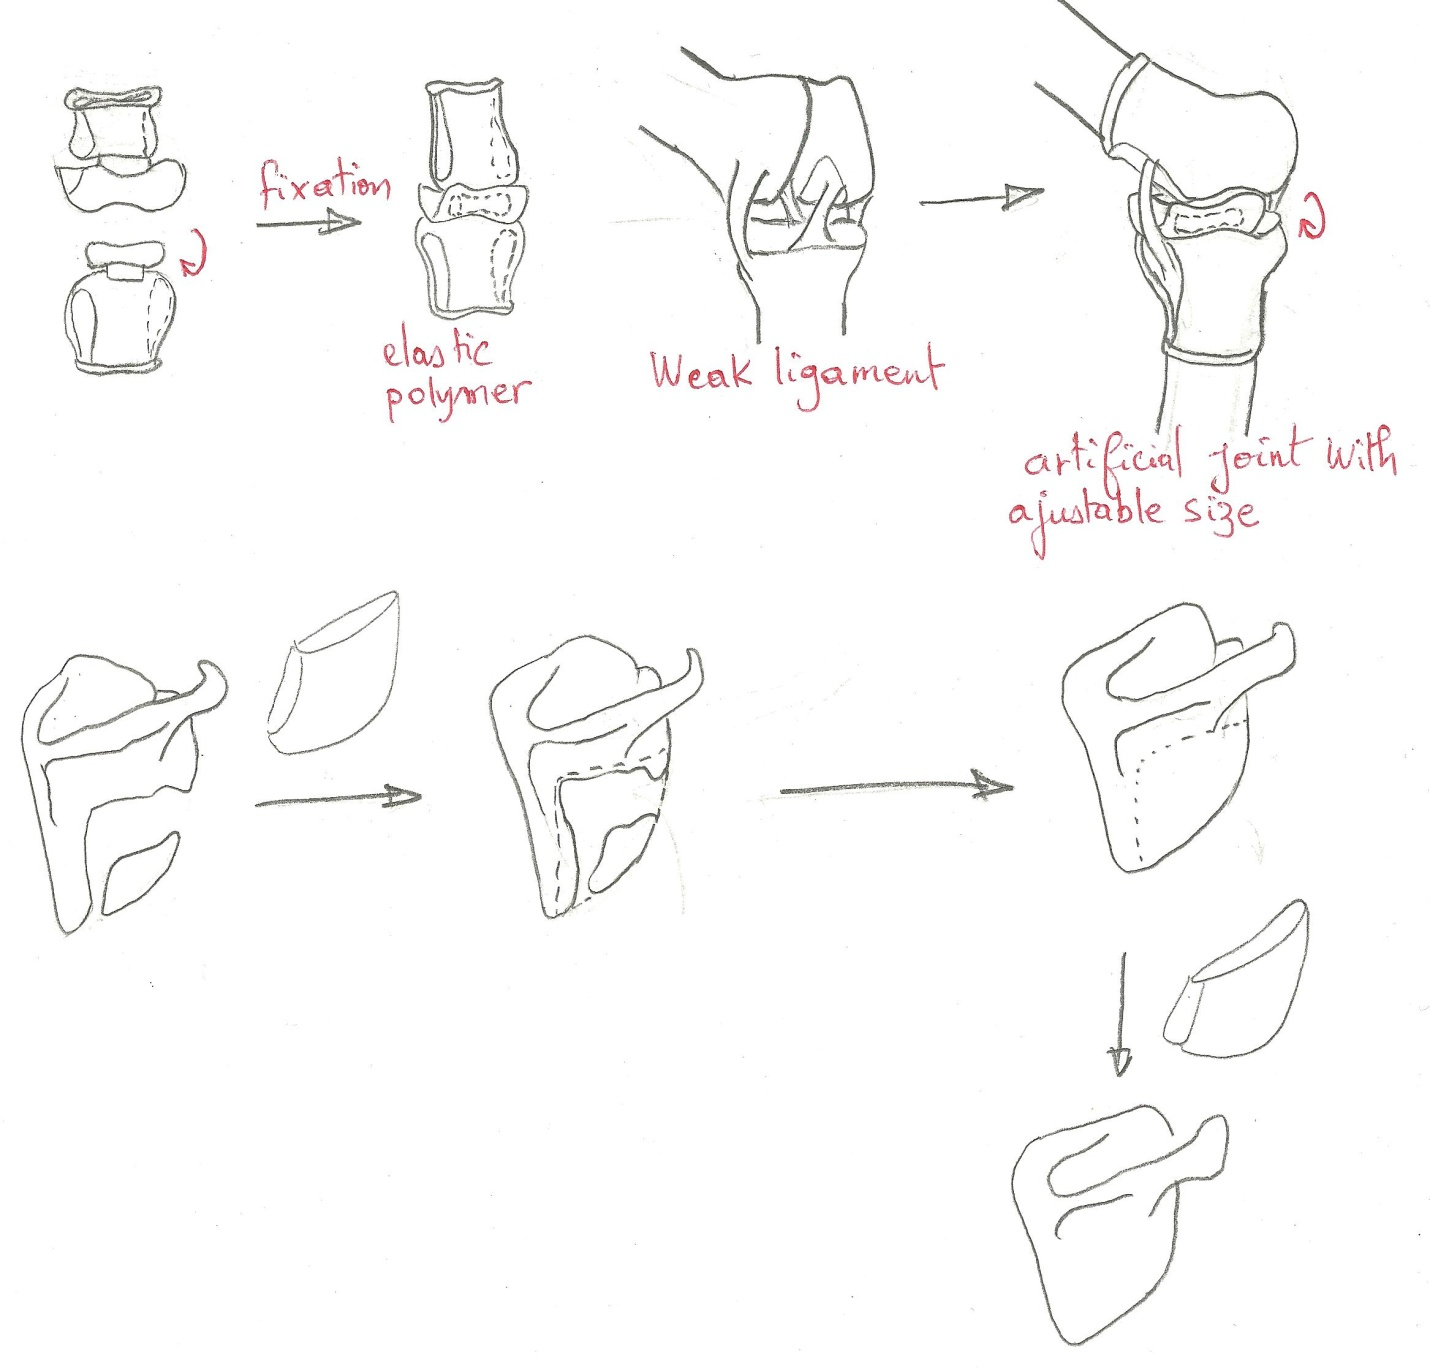 fixation
elastic
polymer
Weak ligament
artificial joint with
ajustable size